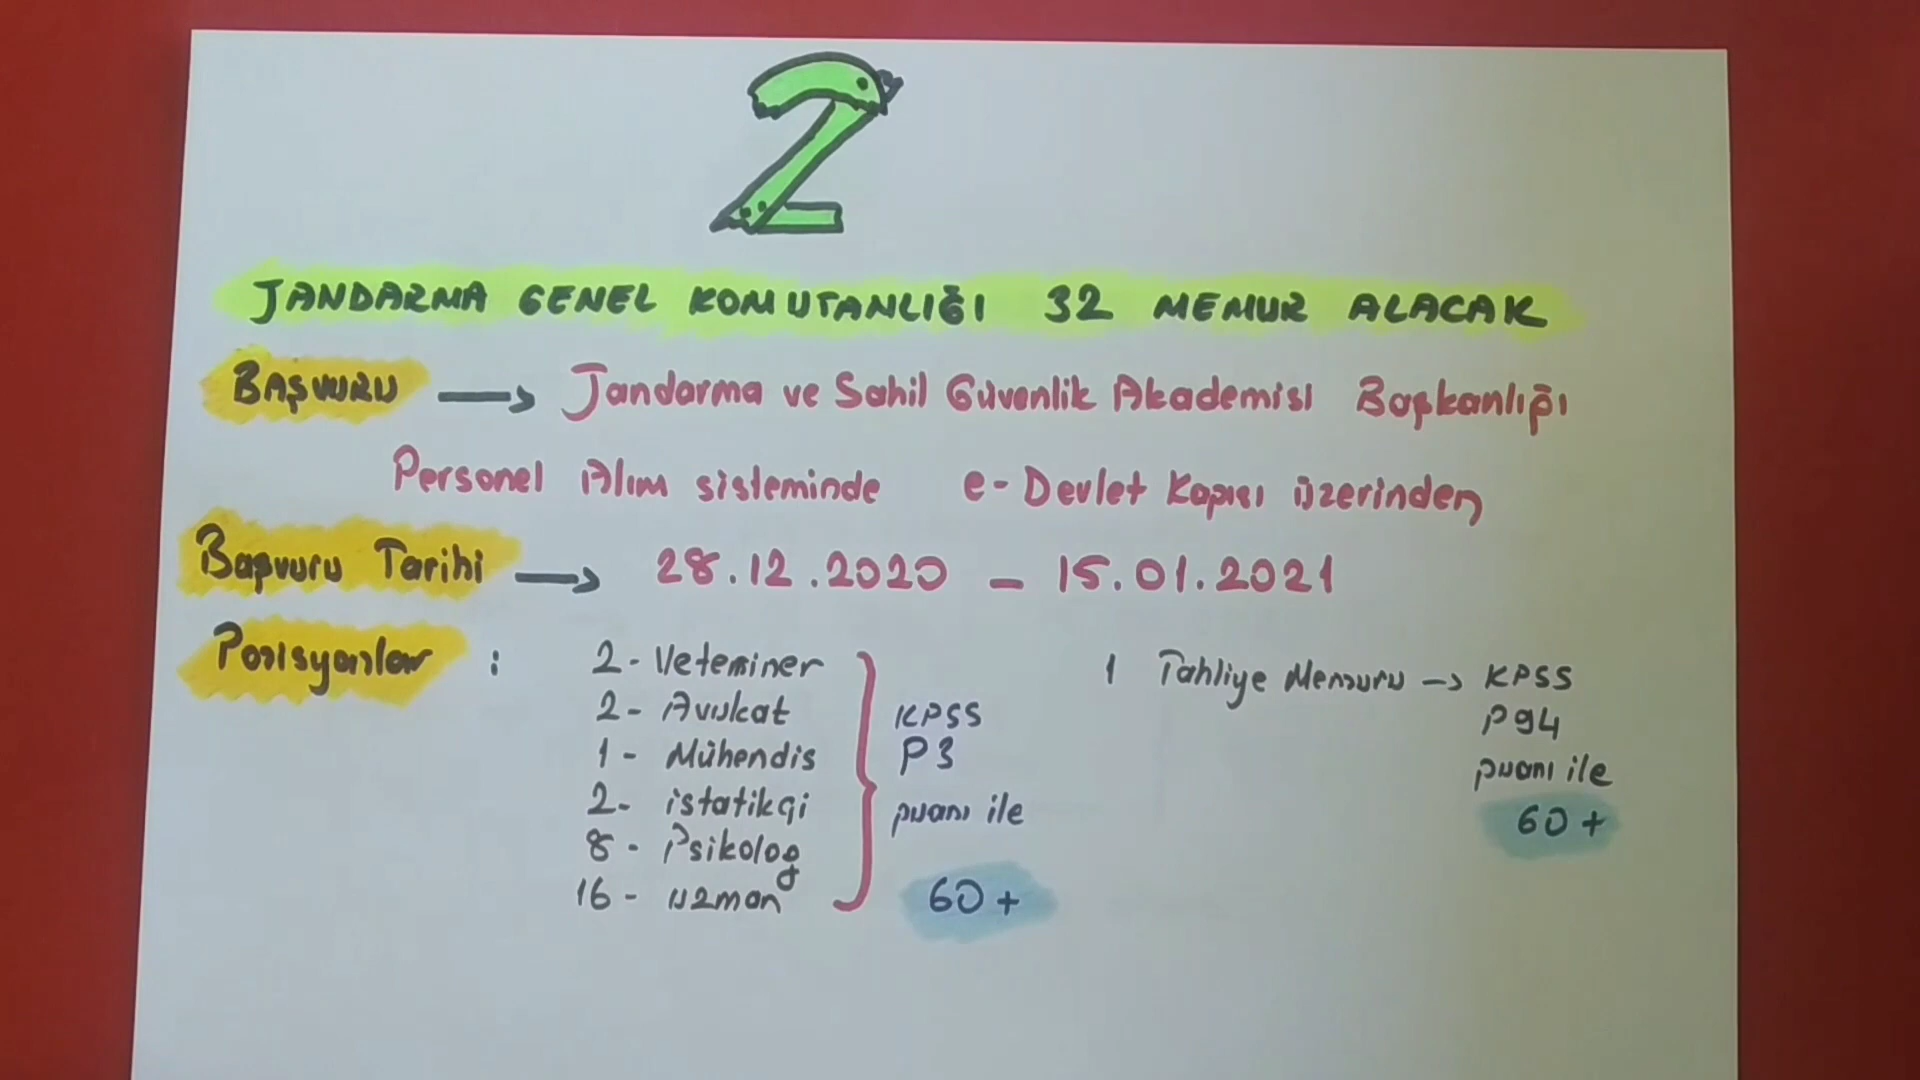 2
JANDARMA GENEL KOMUTANLIĞI 32 MEMUR ALACAK
BAŞVURU → Jandarma ve Sahil Güvenlik Akademisi Başkanlığı
Personel Alım sisteminde e-Devlet Kapısı üzerinden
Başvuru Tarihi → 28.12.2020 - 15.01.2021
Pozisyonlar :
2- Veteriner
2- Avukat
1- Mühendis
2- istatikçi
8- Psikolog
16- uzman
KPSS
P3
puanı ile
60+
1 Tahliye Memuru → KPSS
P94
puanı ile
60+